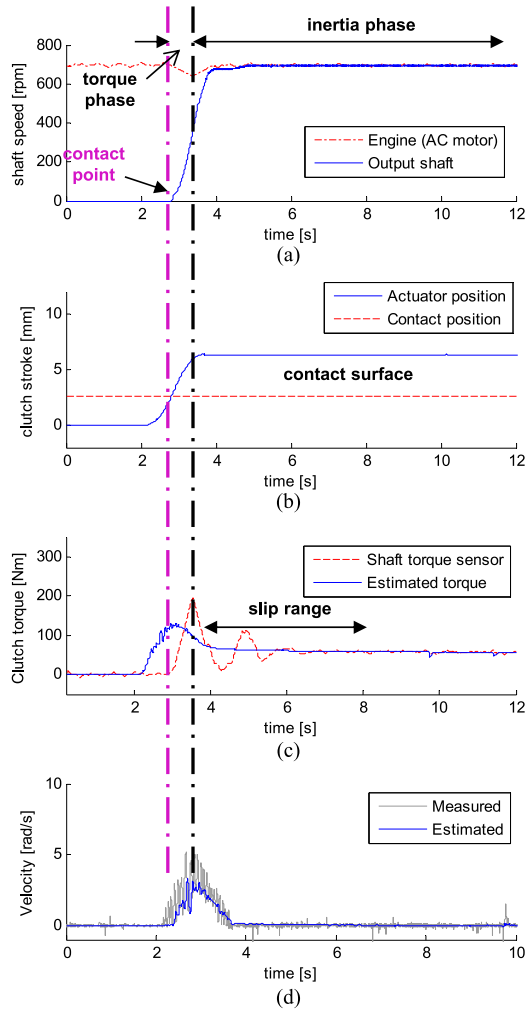 inertia phase
torque
phase
contact
point
shaft speed [rpm]
800
600
400
200
0
Engine (AC motor)
Output shaft
0 2 4 6 8 10 12
time [s]
(a)
clutch stroke [mm]
10
5
0
Actuator position
Contact position
contact surface
0 2 4 6 8 10 12
time [s]
(b)
Clutch torque [Nm]
300
200
100
0
Shaft torque sensor
Estimated torque
slip range
0 2 4 6 8 10 12
time [s]
(c)
Velocity [rad/s]
10
5
0
Measured
Estimated
0 2 4 6 8 10
time [s]
(d)